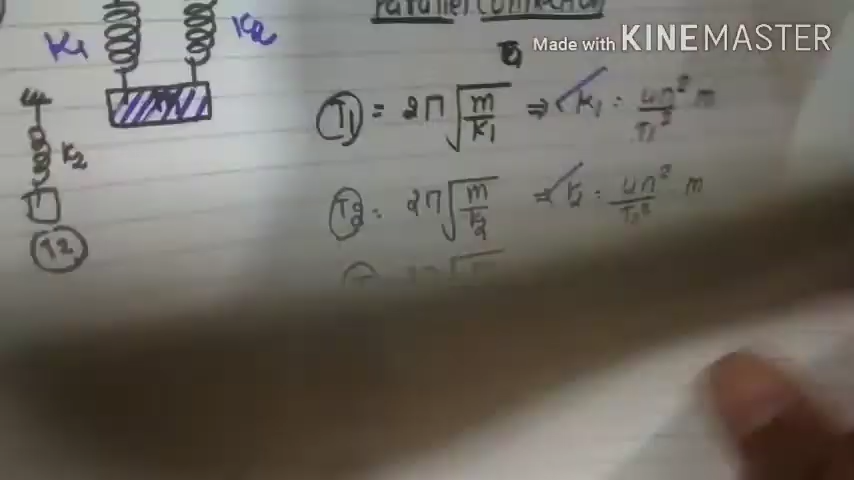 Parallel Connection
K1 K2
Made with KINEMASTER
T1 = 2π√m/K1 ⇒ K1 = 4π² m/T1²
K2
T2 = 2π√m/K2 ⇒ K2 = 4π² m/T2²
T2